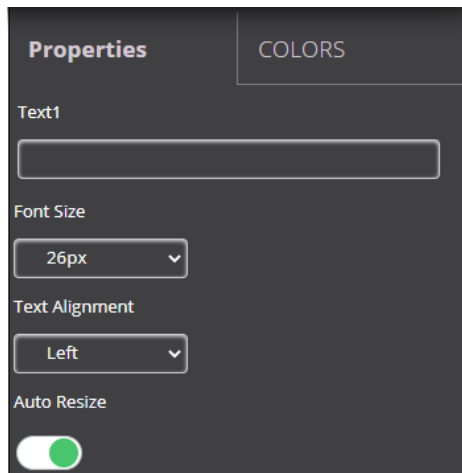 Properties COLORS
Text1
Font Size
26px
Text Alignment
Left
Auto Resize